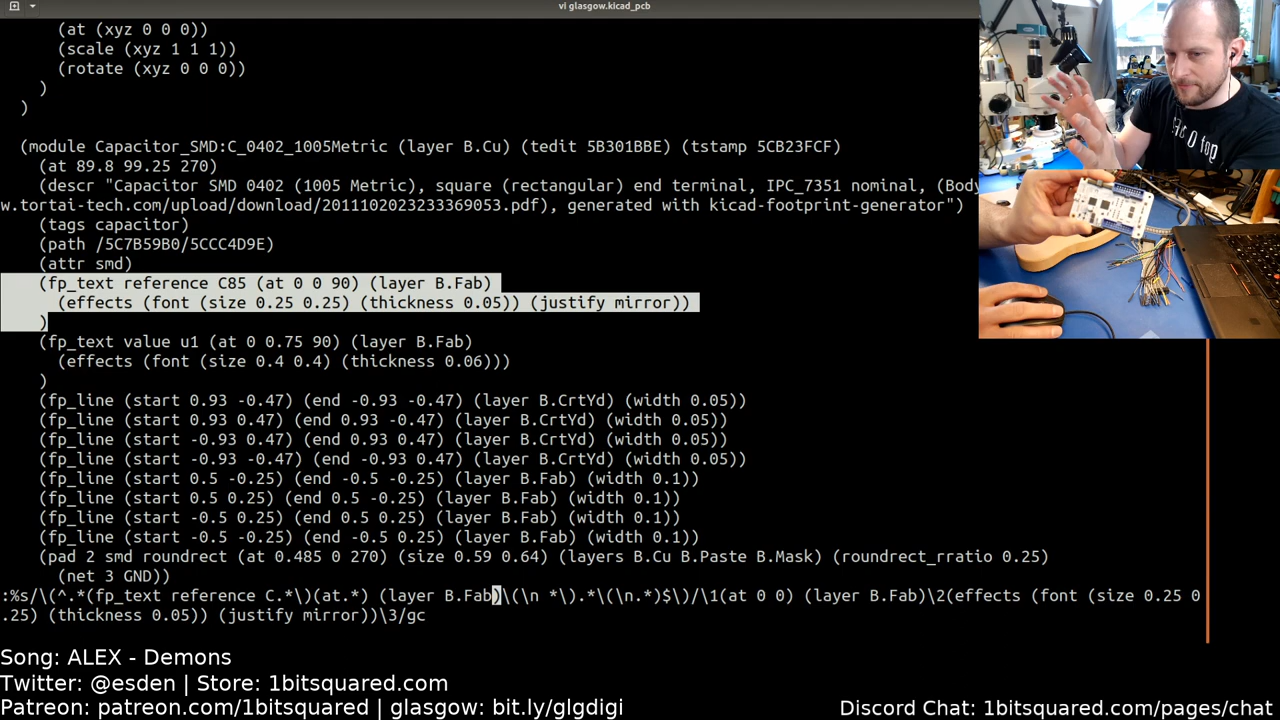 vi glasgow.kicad_pcb
(at (xyz 0 0 0))
(scale (xyz 1 1 1))
(rotate (xyz 0 0 0))
)
)
(module Capacitor_SMD:C_0402_1005Metric (layer B.Cu) (tedit 5B301BBE) (tstamp 5CB23FCF)
(at 89.8 99.25 270)
(descr "Capacitor SMD 0402 (1005 Metric), square (rectangular) end terminal, IPC_7351 nominal, (Body
w.tortai-tech.com/upload/download/2011102023233369053.pdf), generated with kicad-footprint-generator")
(tags capacitor)
(path /5C7B59B0/5CCC4D9E)
(attr smd)
(fp_text reference C85 (at 0 0 90) (layer B.Fab)
(effects (font (size 0.25 0.25) (thickness 0.05)) (justify mirror))
)
(fp_text value u1 (at 0 0.75 90) (layer B.Fab)
(effects (font (size 0.4 0.4) (thickness 0.06)))
)
(fp_line (start 0.93 -0.47) (end -0.93 -0.47) (layer B.CrtYd) (width 0.05))
(fp_line (start 0.93 0.47) (end 0.93 -0.47) (layer B.CrtYd) (width 0.05))
(fp_line (start -0.93 0.47) (end 0.93 0.47) (layer B.CrtYd) (width 0.05))
(fp_line (start -0.93 -0.47) (end -0.93 0.47) (layer B.CrtYd) (width 0.05))
(fp_line (start 0.5 -0.25) (end -0.5 -0.25) (layer B.Fab) (width 0.1))
(fp_line (start 0.5 0.25) (end 0.5 -0.25) (layer B.Fab) (width 0.1))
(fp_line (start -0.5 0.25) (end 0.5 0.25) (layer B.Fab) (width 0.1))
(fp_line (start -0.5 -0.25) (end -0.5 0.25) (layer B.Fab) (width 0.1))
(pad 2 smd roundrect (at 0.485 0 270) (size 0.59 0.64) (layers B.Cu B.Paste B.Mask) (roundrect_rratio 0.25)
(net 3 GND))
:%s/\(^.*(fp_text reference C.*\)(at.*) (layer B.Fab)\(\n *\).*\(\n.*)$\)/\1(at 0 0) (layer B.Fab)\2(effects (font (size 0.25 0
.25) (thickness 0.05)) (justify mirror))\3/gc
Song: ALEX - Demons
Twitter: @esden | Store: 1bitsquared.com
Patreon: patreon.com/1bitsquared | glasgow: bit.ly/glgdigi
Discord Chat: 1bitsquared.com/pages/chat